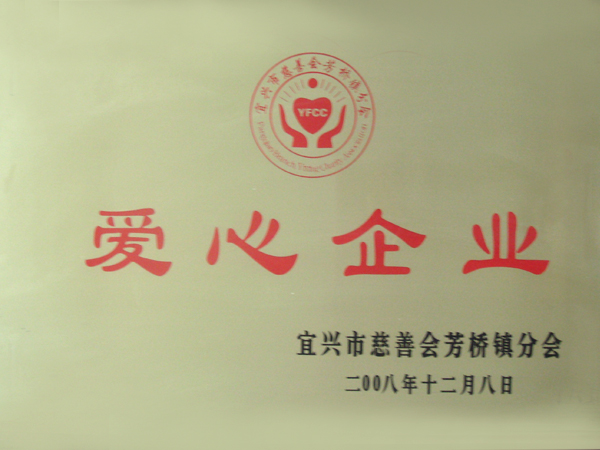 宜兴市慈善会芳桥镇分会
YFCC
爱心企业
宜兴市慈善会芳桥镇分会
二00八年十二月八日